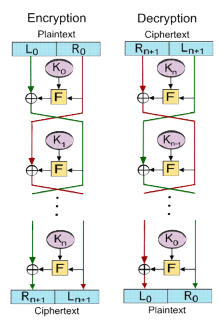 Encryption Decryption
Plaintext Ciphertext
L0 R0 Rn+1 Ln+1
K0 Kn
F F
K1 Kn-1
F F
Kn K0
F F
Rn+1 Ln+1 L0 R0
Ciphertext Plaintext